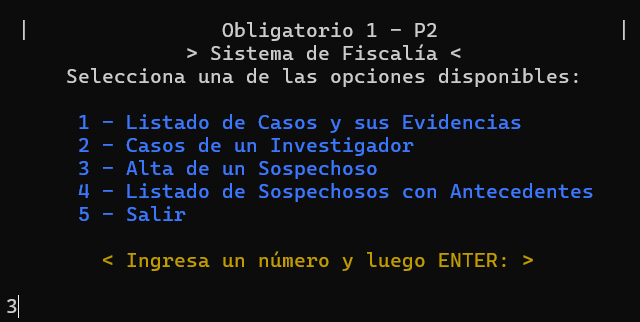 | Obligatorio 1 - P2 |
> Sistema de Fiscalía <
Selecciona una de las opciones disponibles:
1 - Listado de Casos y sus Evidencias
2 - Casos de un Investigador
3 - Alta de un Sospechoso
4 - Listado de Sospechosos con Antecedentes
5 - Salir
< Ingresa un número y luego ENTER: >
3